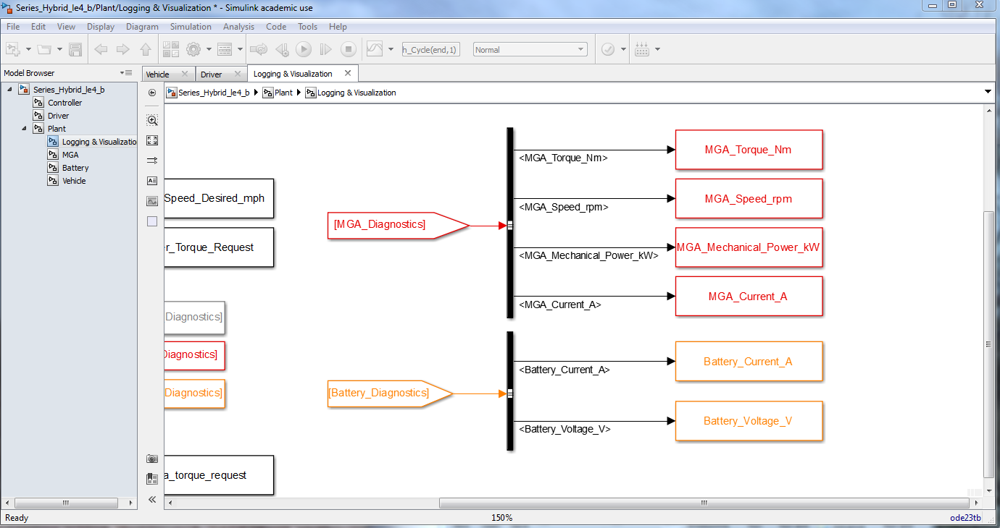 Series_Hybrid_le4_b/Plant/Logging & Visualization * - Simulink academic use
File Edit View Display Diagram Simulation Analysis Code Tools Help
h_Cycle(end,1) Normal
Model Browser
Vehicle Driver Logging & Visualization
Series_Hybrid_le4_b Plant Logging & Visualization
Series_Hybrid_le4_b
Controller
Driver
Plant
Logging & Visualizatio
MGA
Battery
Vehicle
Speed_Desired_mph
r_Torque_Request
Diagnostics]
Diagnostics]
Diagnostics]
a_torque_request
[MGA_Diagnostics]
<MGA_Torque_Nm>
MGA_Torque_Nm
<MGA_Speed_rpm>
MGA_Speed_rpm
<MGA_Mechanical_Power_kW>
MGA_Mechanical_Power_kW
<MGA_Current_A>
MGA_Current_A
[Battery_Diagnostics]
<Battery_Current_A>
Battery_Current_A
<Battery_Voltage_V>
Battery_Voltage_V
Ready 150% ode23tb